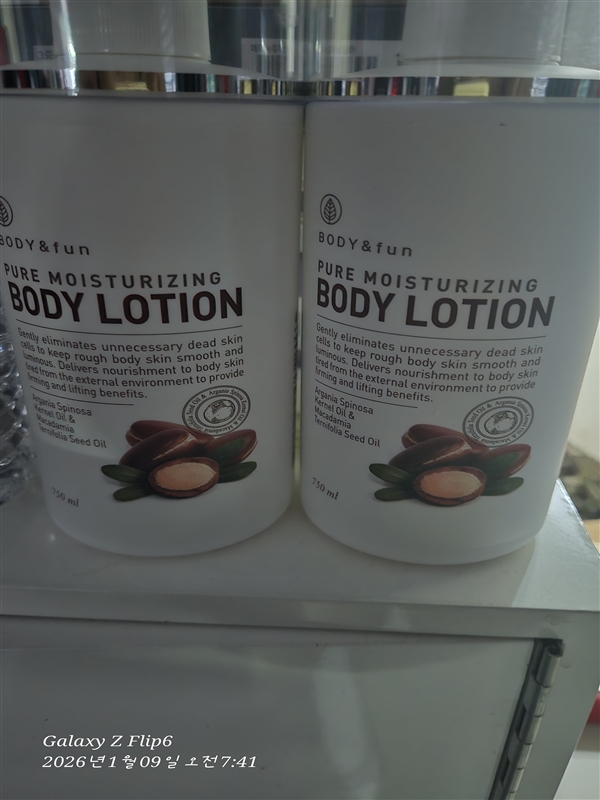 BODY&fun
PURE MOISTURIZING
BODY LOTION
Gently eliminates unnecessary dead skin
cells to keep rough body skin smooth and
luminous. Delivers nourishment to body skin
tired from the external environment to provide
firming and lifting benefits.
Argania Spinosa
Kernel Oil &
Macadamia
Ternifolia Seed Oil
750 ml
BODY&fun
PURE MOISTURIZING
BODY LOTION
Gently eliminates unnecessary dead skin
cells to keep rough body skin smooth and
luminous. Delivers nourishment to body skin
tired from the external environment to provide
firming and lifting benefits.
Argania Spinosa
Kernel Oil &
Macadamia
Ternifolia Seed Oil
750 ml
Galaxy Z Flip6
2026년 1월 09일 오전 7:41